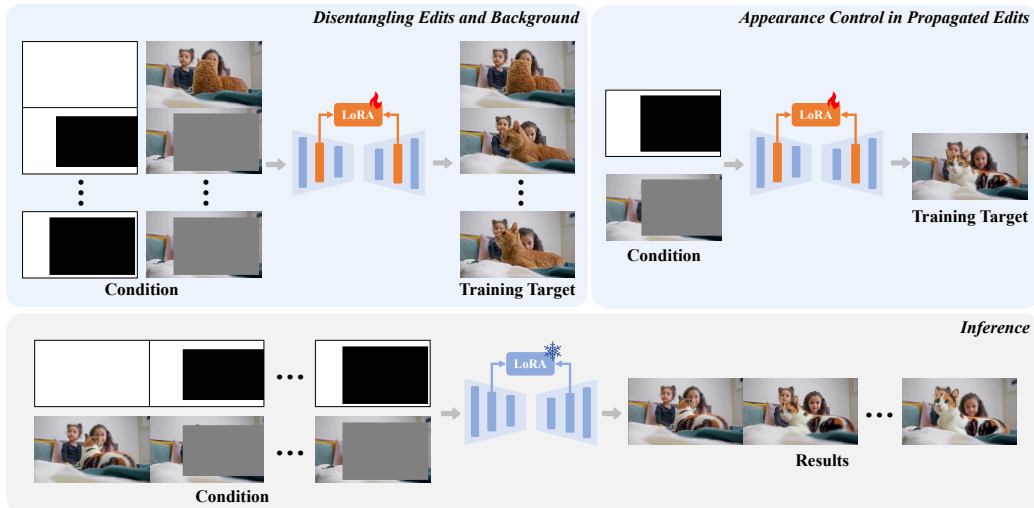 Disentangling Edits and Background
LoRA
Condition
Training Target
Appearance Control in Propagated Edits
LoRA
Condition
Training Target
Inference
LoRA
Condition
Results